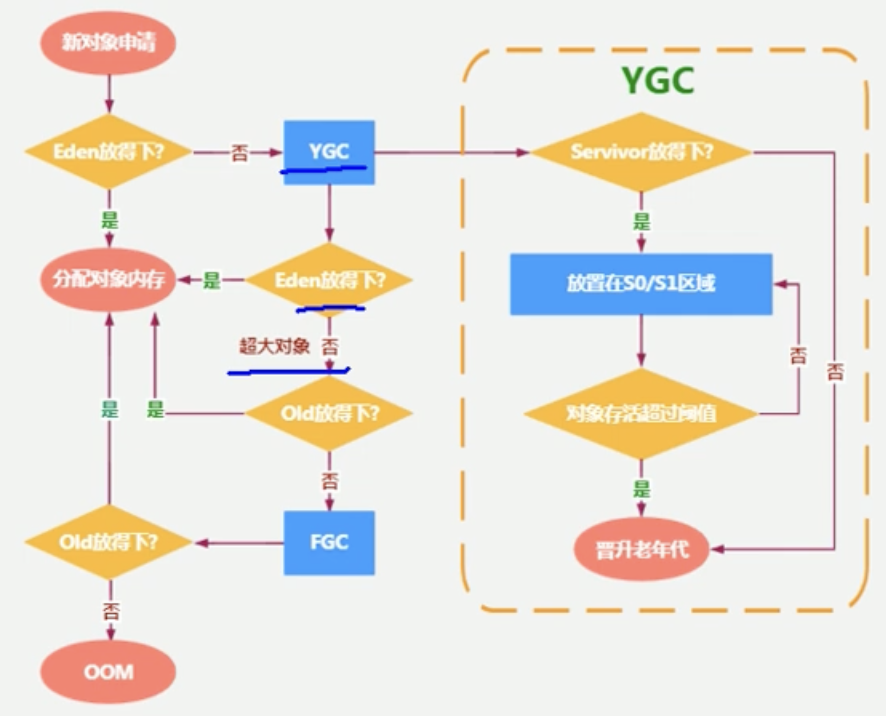 新对象申请
Eden放得下?
否
YGC
是
分配对象内存
是
Eden放得下?
超大对象
否
是
是
Old放得下?
否
Old放得下?
FGC
否
OOM
YGC
Servivor放得下?
是
放置在S0/S1区域
否
否
对象存活超过阈值
是
晋升老年代